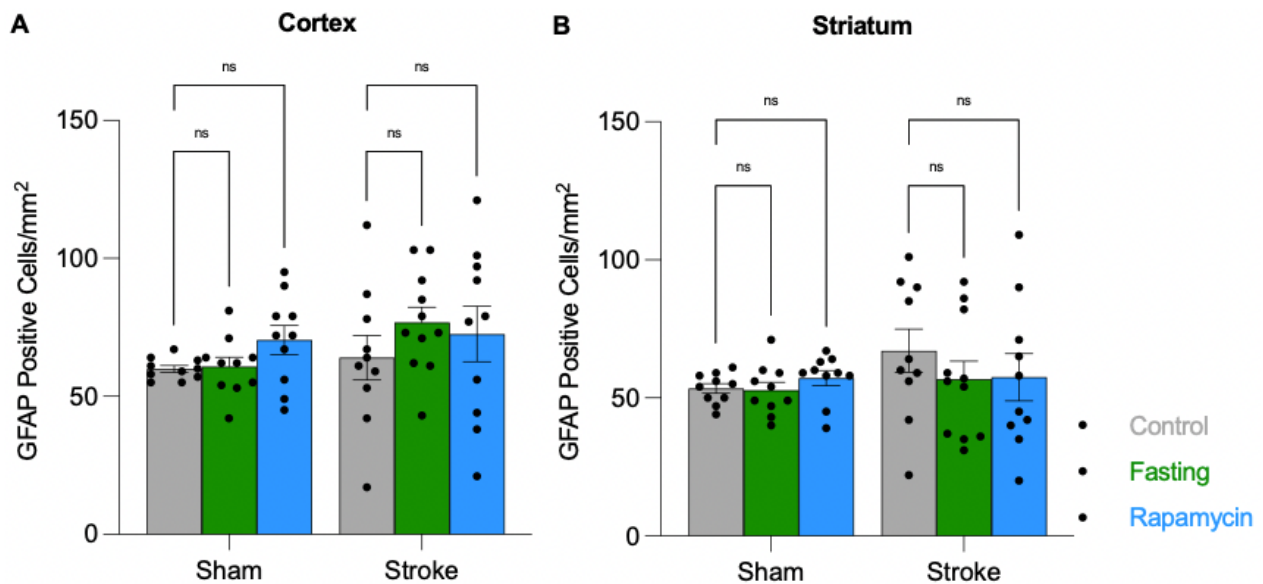 A
Cortex
ns
ns
ns
ns
150
100
50
0
GFAP Positive Cells/mm²
Sham
Stroke
B
Striatum
ns
ns
ns
ns
150
100
50
0
GFAP Positive Cells/mm²
Sham
Stroke
Control
Fasting
Rapamycin